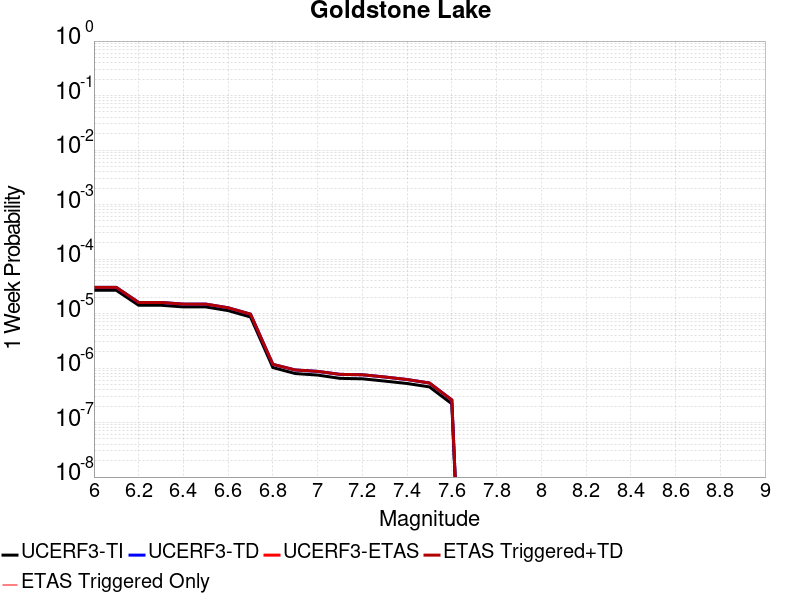 Goldstone Lake
10^0
10^-1
10^-2
10^-3
10^-4
10^-5
10^-6
10^-7
10^-8
1 Week Probability
6 6.2 6.4 6.6 6.8 7 7.2 7.4 7.6 7.8 8 8.2 8.4 8.6 8.8 9
Magnitude
UCERF3-TI UCERF3-TD UCERF3-ETAS ETAS Triggered+TD
ETAS Triggered Only